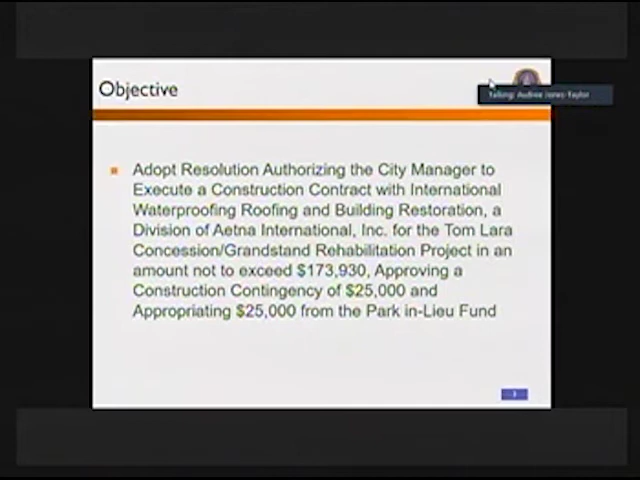 Objective
Talking: Audree Jones-Taylor
Adopt Resolution Authorizing the City Manager to
Execute a Construction Contract with International
Waterproofing Roofing and Building Restoration, a
Division of Aetna International, Inc. for the Tom Lara
Concession/Grandstand Rehabilitation Project in an
amount not to exceed $173,930, Approving a
Construction Contingency of $25,000 and
Appropriating $25,000 from the Park in-Lieu Fund